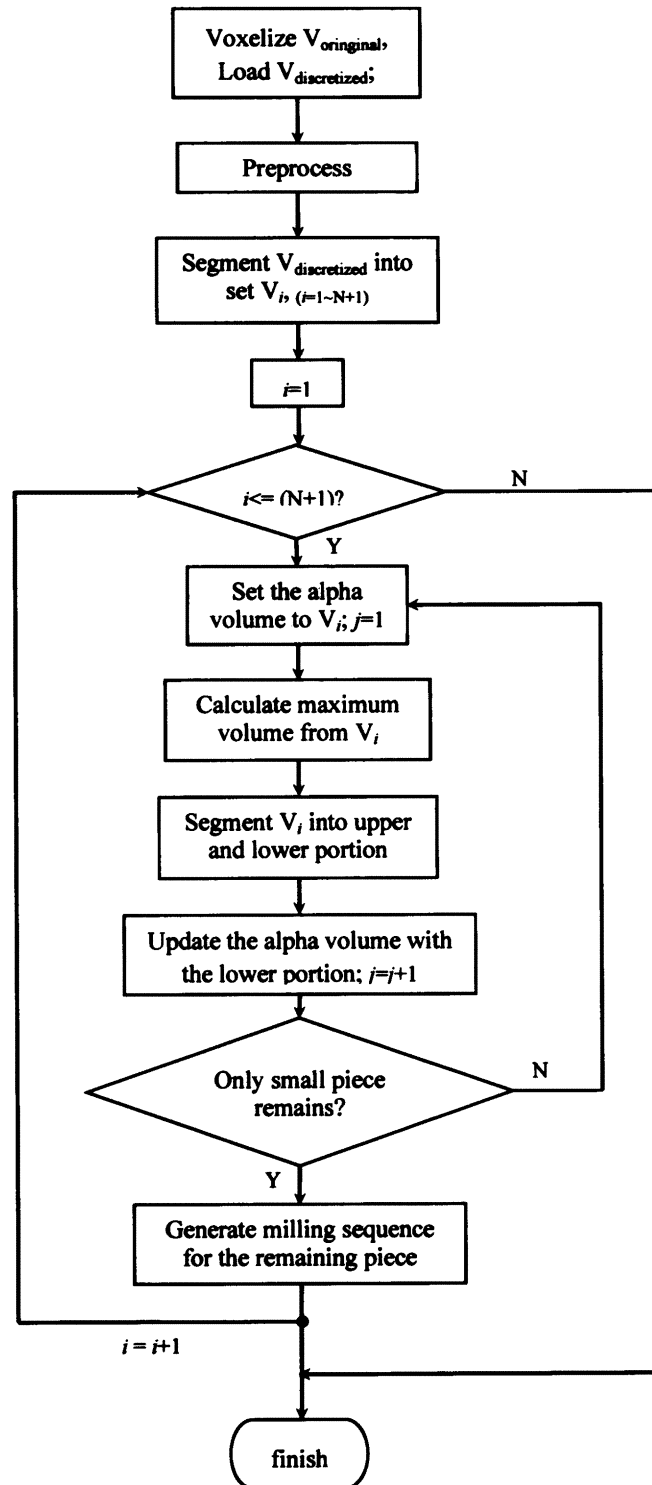 Voxelize V_oringinal,
Load V_discretized;
Preprocess
Segment V_discretized into
set V_i, (i=1~N+1)
i=1
i<= (N+1)?
N
Y
Set the alpha
volume to V_i; j=1
Calculate maximum
volume from V_i
Segment V_i into upper
and lower portion
Update the alpha volume with
the lower portion; j=j+1
Only small piece
remains?
N
Y
Generate milling sequence
for the remaining piece
i = i+1
finish